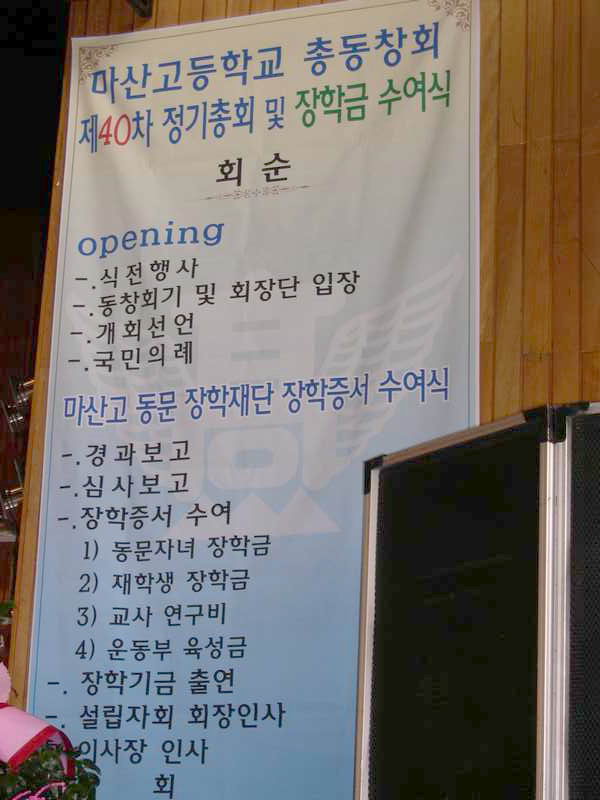 마산고등학교 총동창회
제40차 정기총회 및 장학금 수여식
회 순
opening
-.식전행사
-.동창회기 및 회장단 입장
-.개회선언
-.국민의례
마산고 동문 장학재단 장학증서 수여식
-.경과보고
-.심사보고
-.장학증서 수여
1) 동문자녀 장학금
2) 재학생 장학금
3) 교사 연구비
4) 운동부 육성금
-. 장학기금 출연
-. 설립자회 회장인사
이사장 인사
회